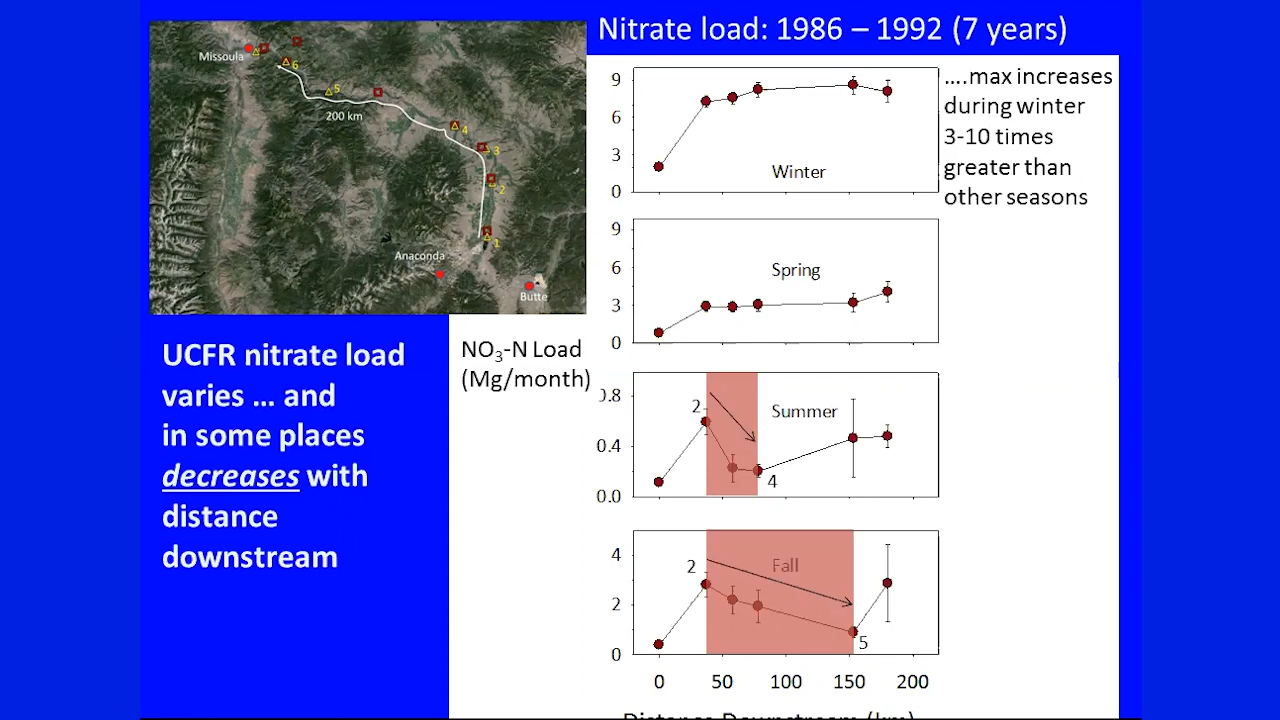 Nitrate load: 1986 – 1992 (7 years)
Missoula
6
5
200 km
4
3
2
1
Anaconda
Butte
UCFR nitrate load
varies ... and
in some places
decreases with
distance
downstream
NO3-N Load
(Mg/month)
9
6
3
0
Winter
....max increases
during winter
3-10 times
greater than
other seasons
9
6
3
0
Spring
0.8
0.4
0.0
2
Summer
4
4
2
0
2
Fall
5
0 50 100 150 200
Distance Downstream (km)